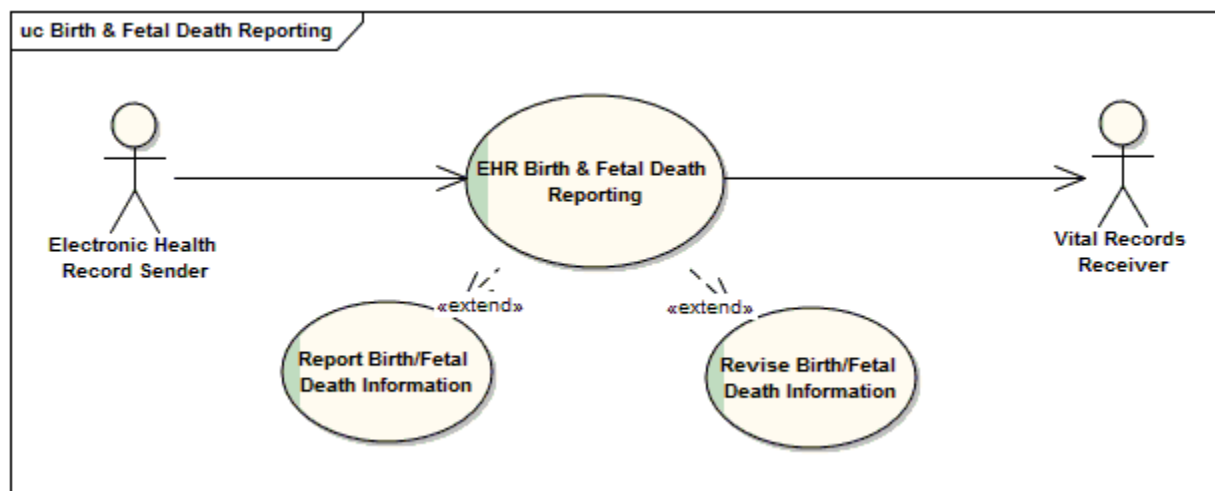 uc Birth & Fetal Death Reporting
EHR Birth & Fetal Death
Reporting
Electronic Health
Record Sender
Vital Records
Receiver
«extend»
«extend»
Report Birth/Fetal
Death Information
Revise Birth/Fetal
Death Information